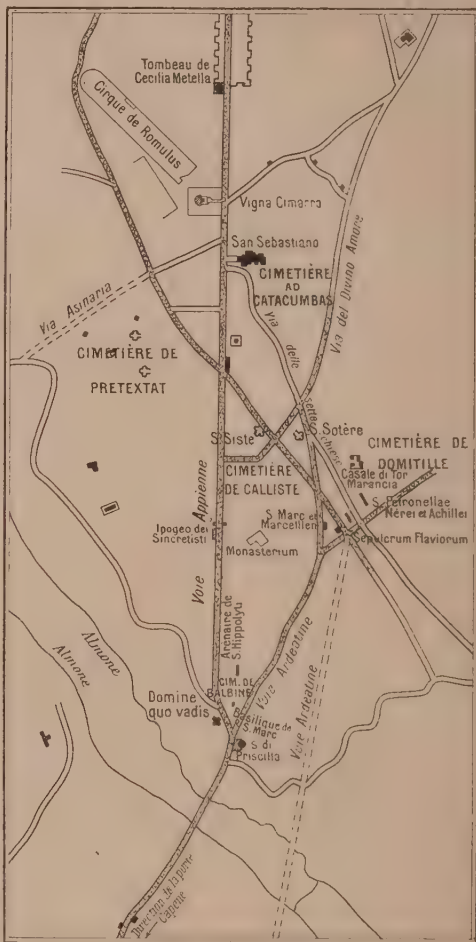 Tombeau de
Cecilia Metella
Cirque de Romulus
Vigna Cimarra
San Sebastiano
CIMETIÈRE
AD
CATACUMBAS
Via del Divino Amore
Via Asinaria
Via delle Sette chiese
CIMETIÈRE DE
PRETEXTAT
S. Siste
S. Sotère
CIMETIÈRE DE
DOMITILLE
Casale di Tor
Marancia
CIMETIÈRE
DE CALLISTE
S. Petronellae
Nérei et Achillei
S. Marc et
Marcellien
Sepulcrum Flaviorum
Voie Appienne
Ipogeo dei
Sincretisti
Monasterium
Arénaire de
S. Hippolyti
Voie Ardéatine
Voie Ardeatine
CIM. DE
BALBINE
Almone
Almone
Domine
quo vadis
Basilique de
S. Marc
S. di
Priscilla
Direction de la porte
Capène